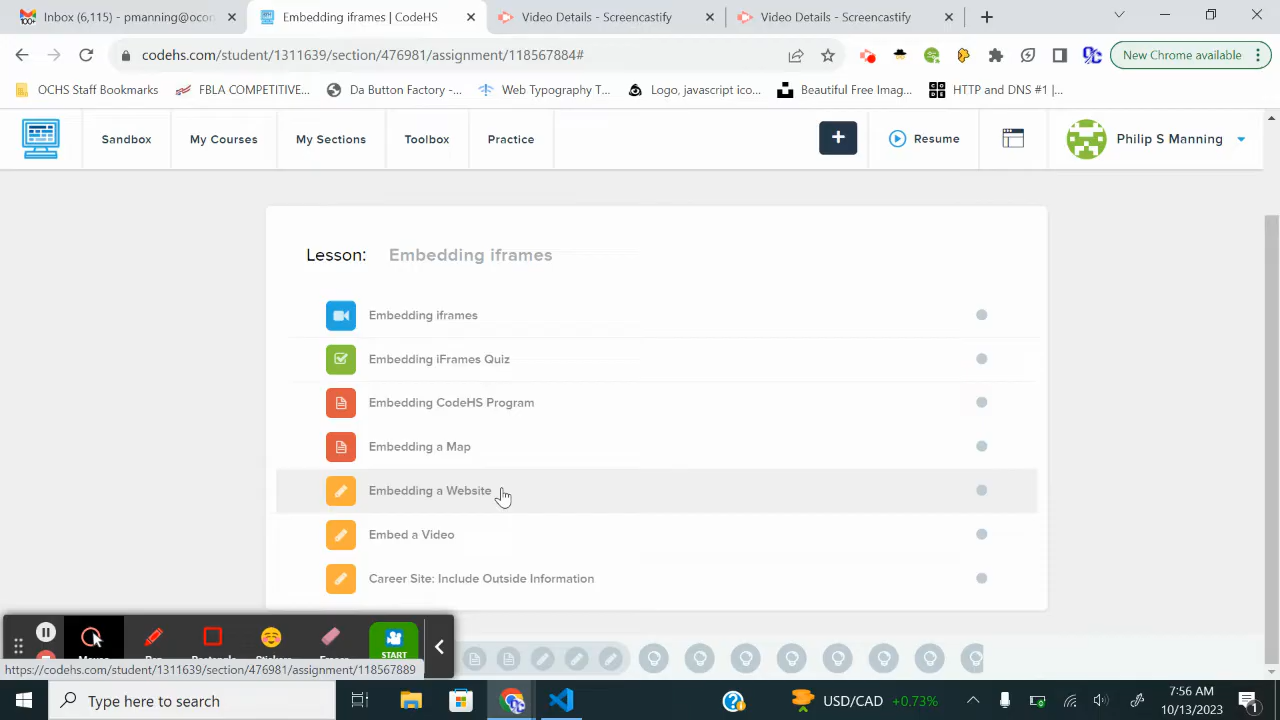 Inbox (6,115) - pmanning@oco
Embedding iframes | CodeHS
Video Details - Screencastify
Video Details - Screencastify
codehs.com/student/1311639/section/476981/assignment/118567884#
New Chrome available
OCHS Staff Bookmarks
FBLA COMPETITIVE...
Da Button Factory -...
Web Typography T...
Logo, javascript ico...
Beautiful Free Imag...
HTTP and DNS #1 |...
Sandbox
My Courses
My Sections
Toolbox
Practice
+
Resume
Philip S Manning
Lesson: Embedding iframes
Embedding iframes
Embedding iFrames Quiz
Embedding CodeHS Program
Embedding a Map
Embedding a Website
Embed a Video
Career Site: Include Outside Information
START
https://codehs.com/student/1311639/section/476981/assignment/118567889
Type here to search
USD/CAD +0.73%
7:56 AM
10/13/2023
1